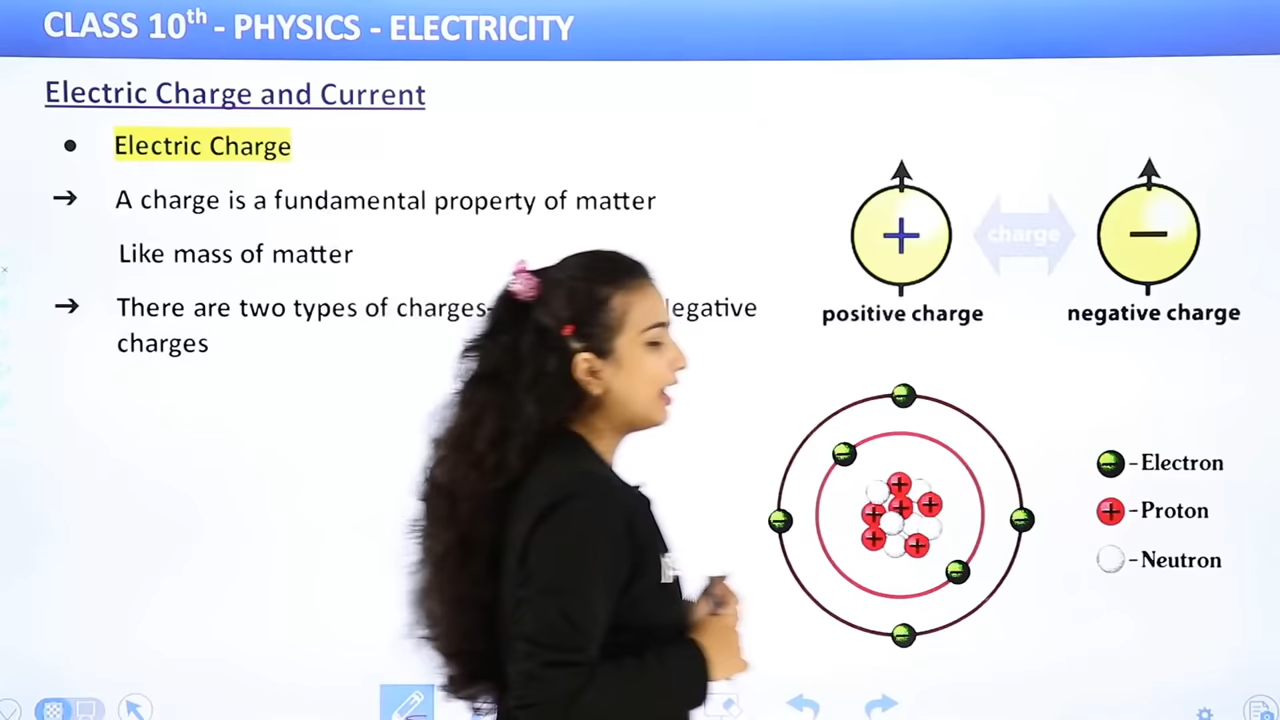 CLASS 10th - PHYSICS - ELECTRICITY
Electric Charge and Current
● Electric Charge
→ A charge is a fundamental property of matter
Like mass of matter
→ There are two types of charges- egative
charges
+
charge
−
positive charge
negative charge
- Electron
+ - Proton
- Neutron